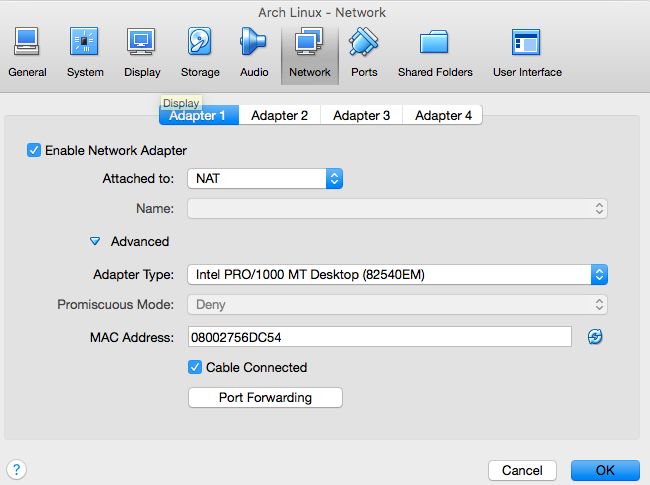 Arch Linux - Network
General System Display Storage Audio Network Ports Shared Folders User Interface
Display
Adapter 1 Adapter 2 Adapter 3 Adapter 4
Enable Network Adapter
Attached to: NAT
Name:
Advanced
Adapter Type: Intel PRO/1000 MT Desktop (82540EM)
Promiscuous Mode: Deny
MAC Address: 08002756DC54
Cable Connected
Port Forwarding
? Cancel OK